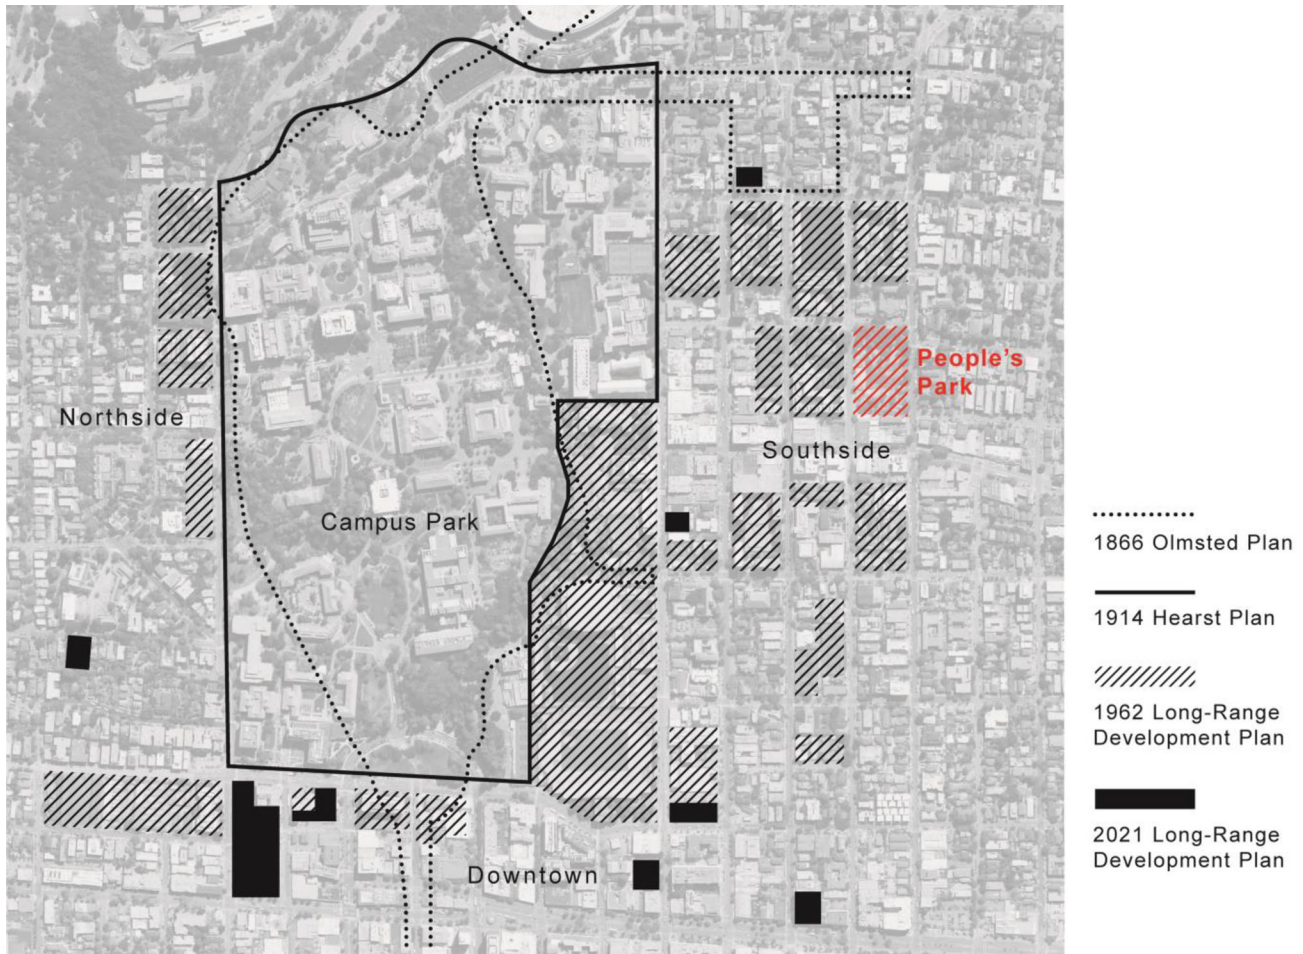 People's
Park
Northside
Southside
Campus Park
Downtown
1866 Olmsted Plan
1914 Hearst Plan
1962 Long-Range
Development Plan
2021 Long-Range
Development Plan